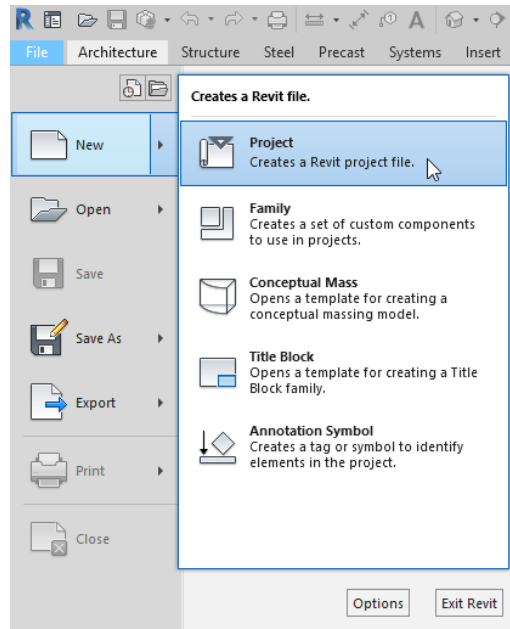 R A
File Architecture Structure Steel Precast Systems Insert
Creates a Revit file.
New
Project
Creates a Revit project file.
Open
Family
Creates a set of custom components
to use in projects.
Save
Conceptual Mass
Opens a template for creating a
conceptual massing model.
Save As
Title Block
Opens a template for creating a Title
Block family.
Export
Annotation Symbol
Creates a tag or symbol to identify
elements in the project.
Print
Close
Options Exit Revit